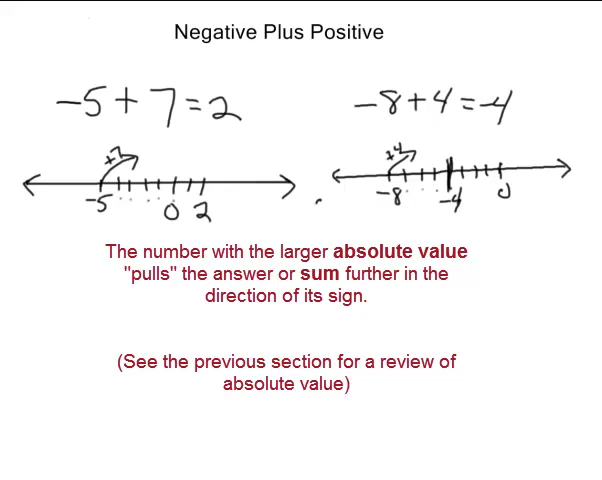 Negative Plus Positive
-5+7=2
-8+4=-4
+7
+4
-5
0
2
-8
-4
0
The number with the larger absolute value
"pulls" the answer or sum further in the
direction of its sign.
(See the previous section for a review of
absolute value)